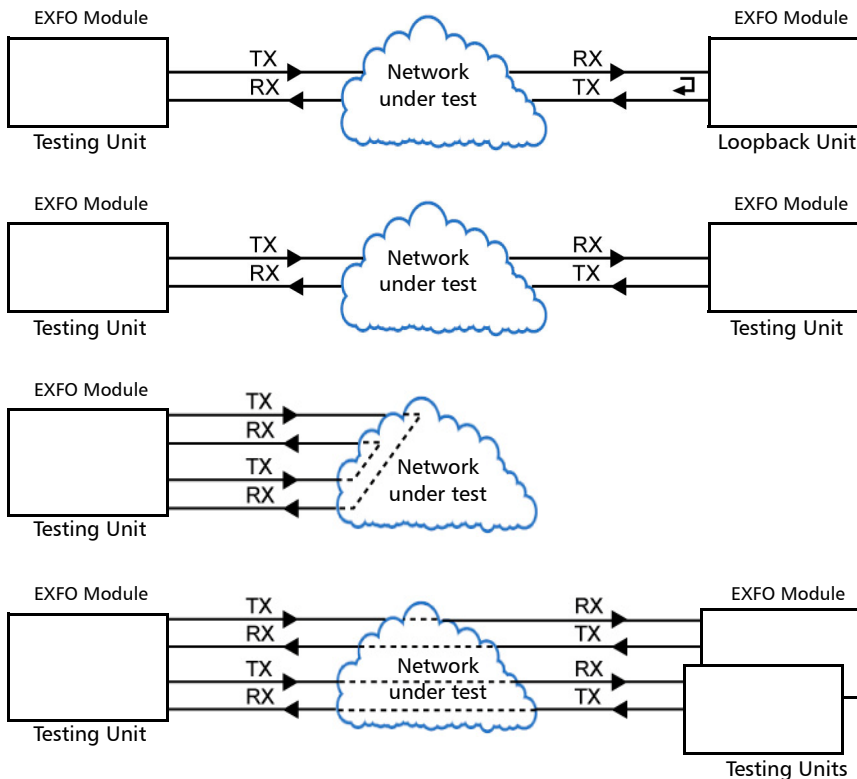 EXFO Module
EXFO Module
TX
RX
RX
TX
Network
under test
Testing Unit
Loopback Unit
EXFO Module
EXFO Module
TX
RX
RX
TX
Network
under test
Testing Unit
Testing Unit
EXFO Module
TX
RX
TX
RX
Network
under test
Testing Unit
EXFO Module
EXFO Module
TX
RX
RX
TX
TX
RX
RX
TX
Network
under test
Testing Unit
Testing Units